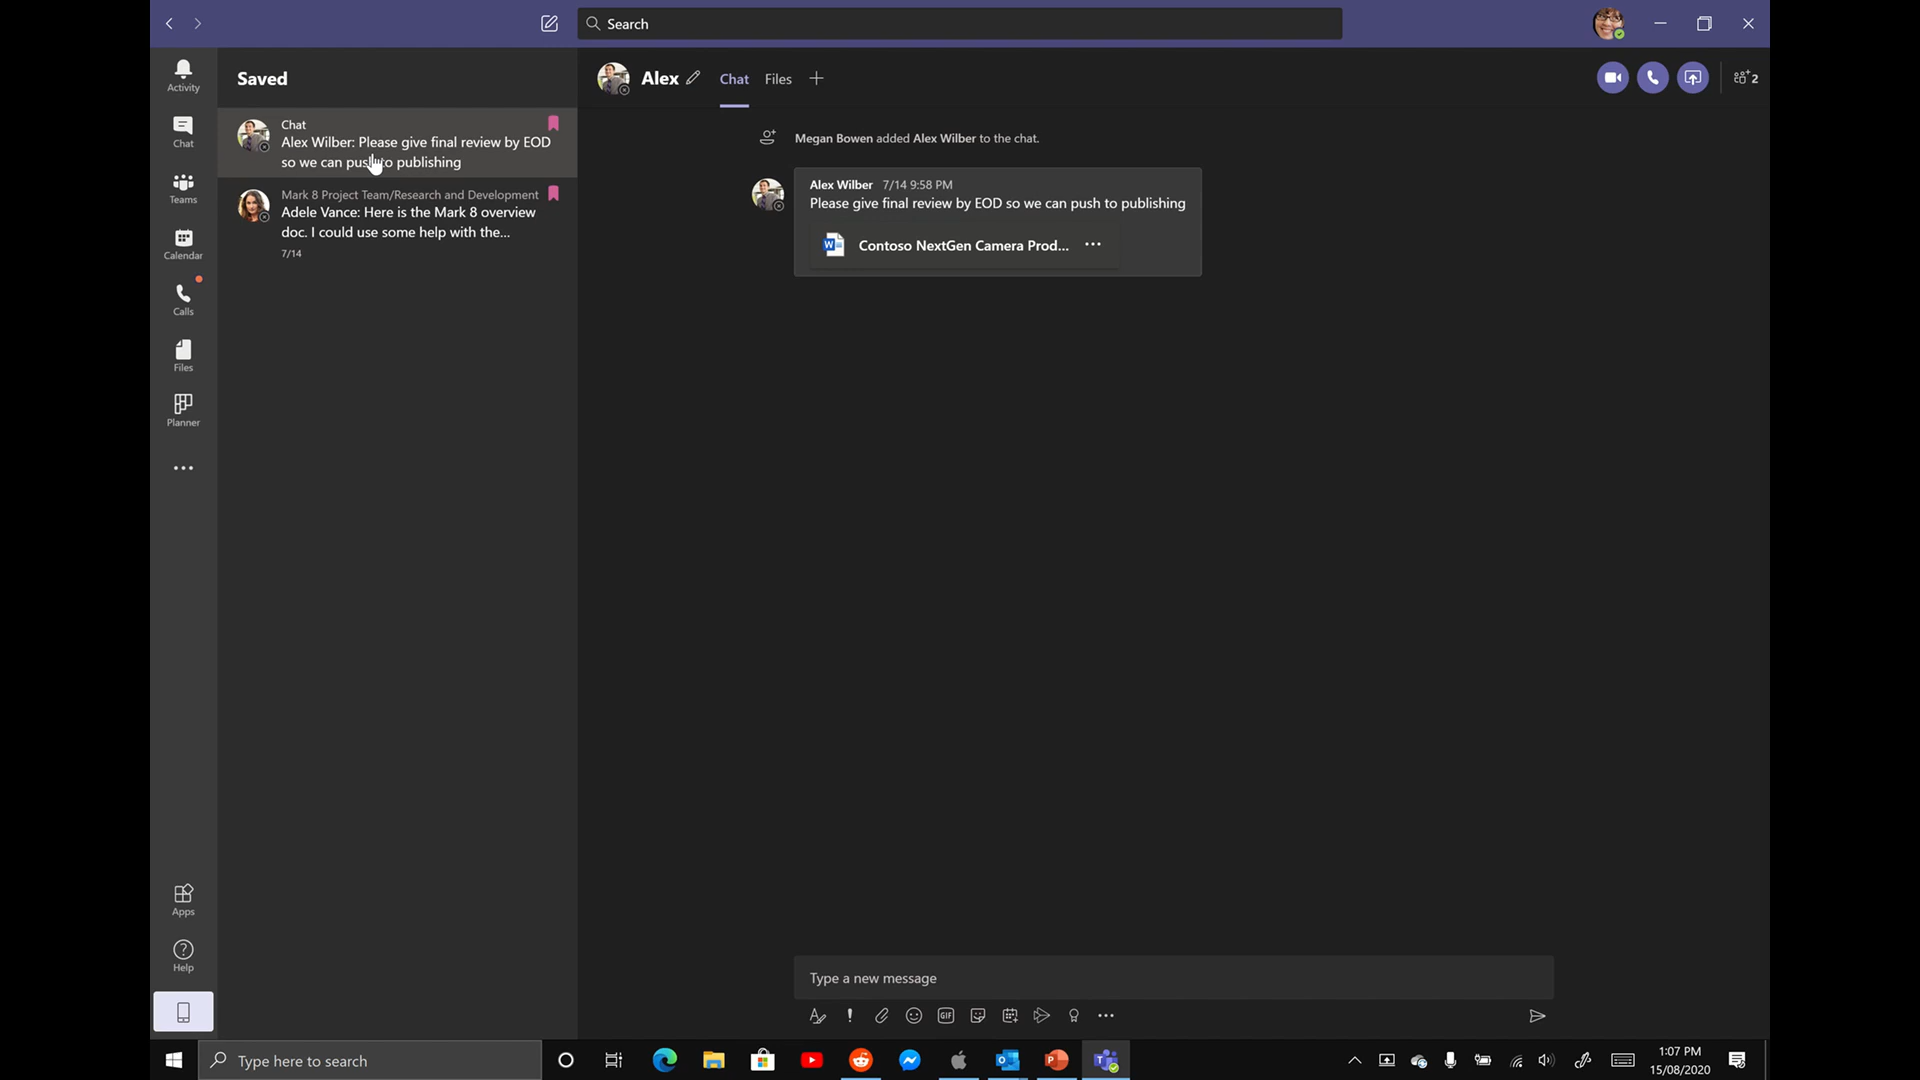 Search
Activity
Chat
Teams
Calendar
Calls
Files
Planner
Apps
Help
Saved
Chat
Alex Wilber: Please give final review by EOD
so we can push to publishing
Mark 8 Project Team/Research and Development
Adele Vance: Here is the Mark 8 overview
doc. I could use some help with the...
7/14
Alex
Chat
Files
2
Megan Bowen added Alex Wilber to the chat.
Alex Wilber 7/14 9:58 PM
Please give final review by EOD so we can push to publishing
Contoso NextGen Camera Prod...
Type a new message
GIF
Type here to search
1:07 PM
15/08/2020